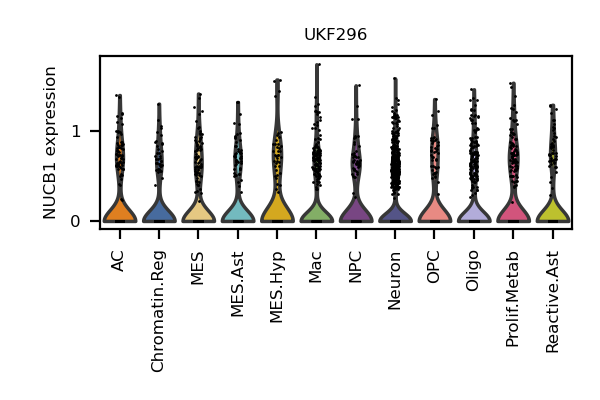 UKF296
NUCB1 expression
1
0
AC
Chromatin.Reg
MES
MES.Ast
MES.Hyp
Mac
NPC
Neuron
OPC
Oligo
Prolif.Metab
Reactive.Ast